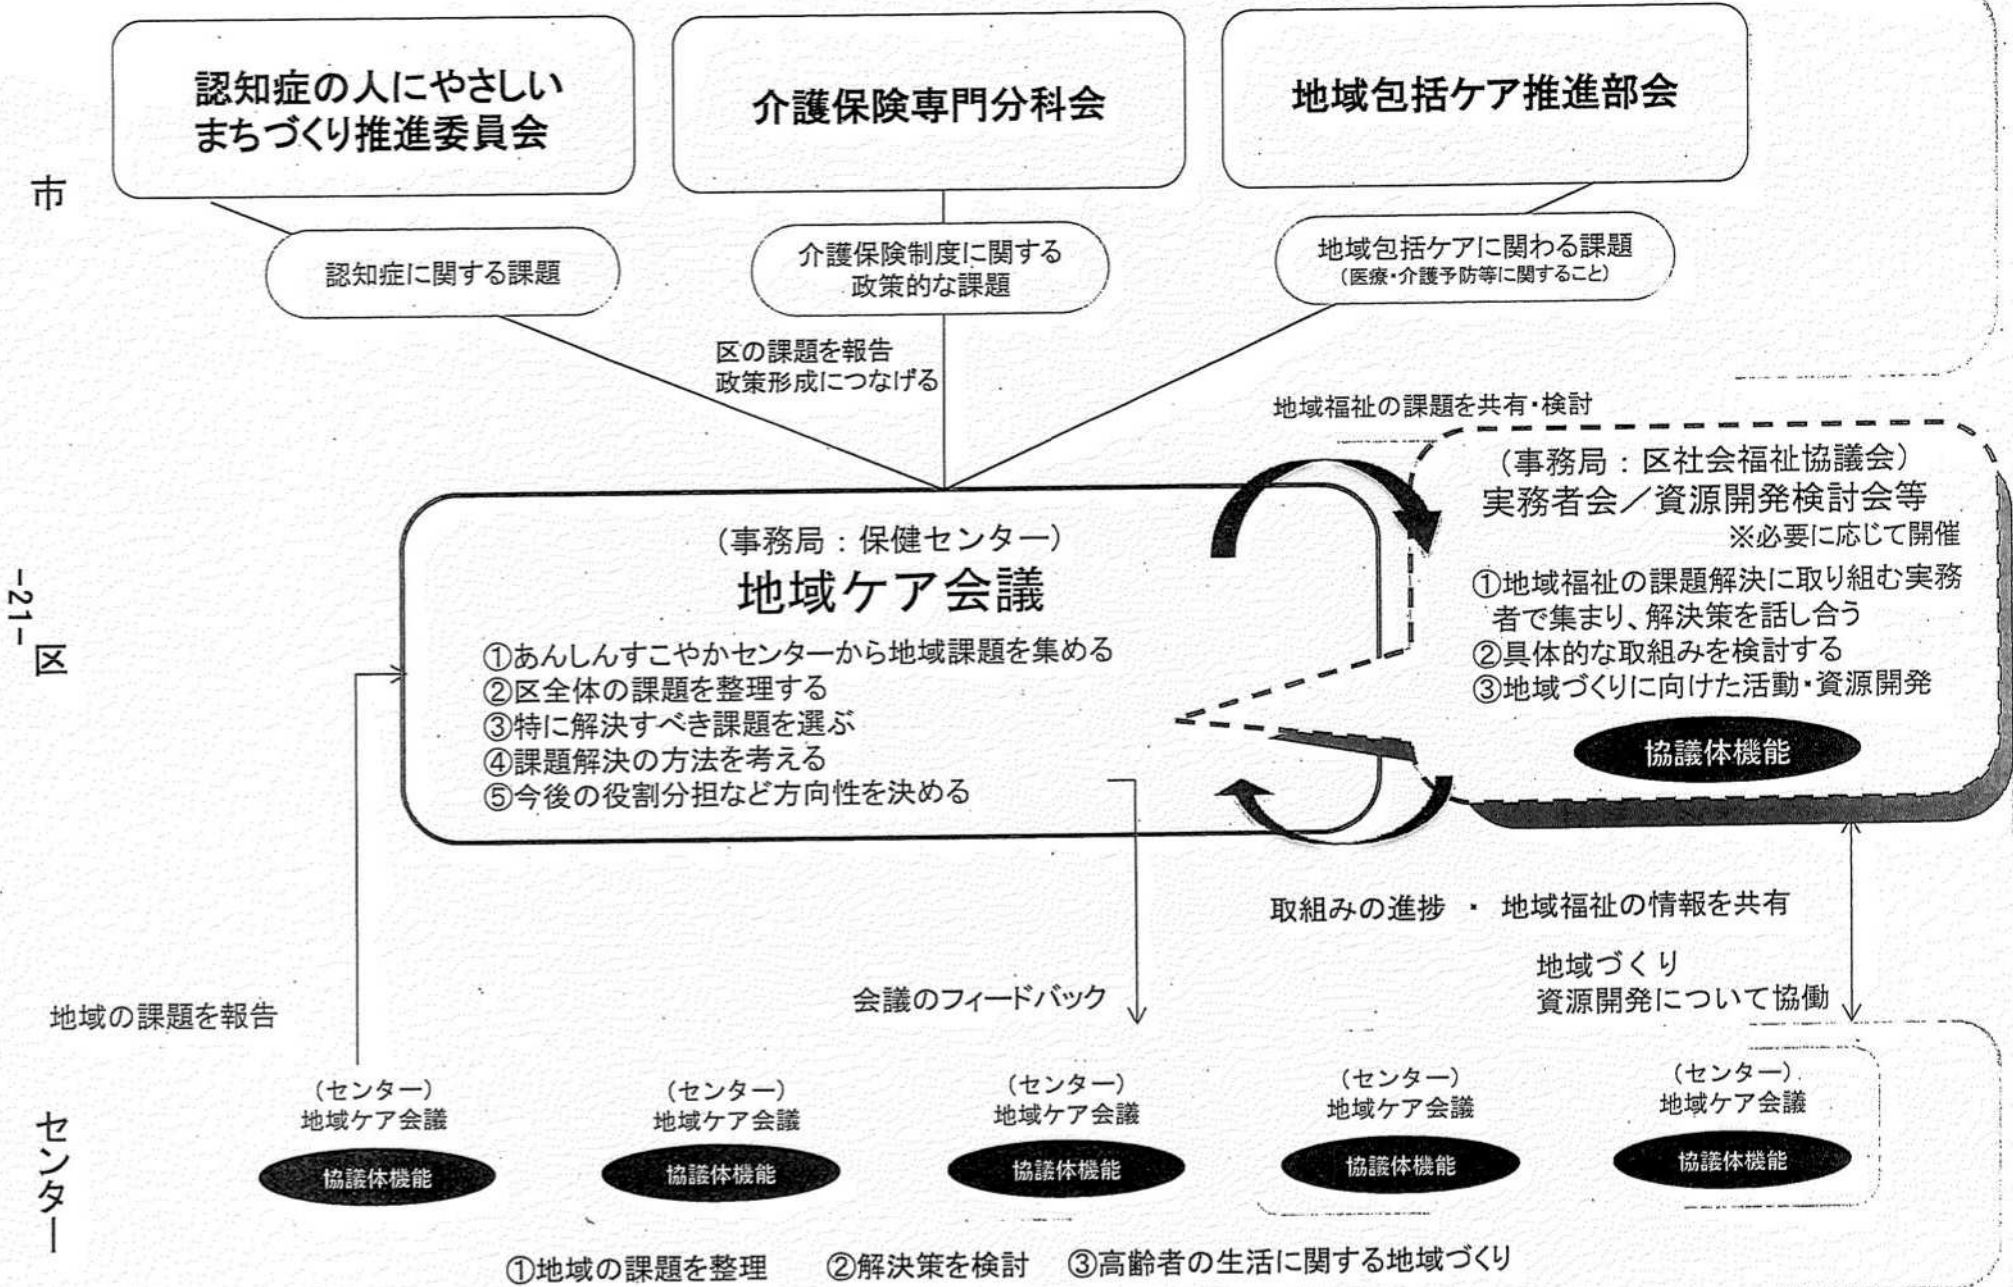 認知症の人にやさしい
まちづくり推進委員会
介護保険専門分科会
地域包括ケア推進部会
市
認知症に関する課題
介護保険制度に関する
政策的な課題
地域包括ケアに関わる課題
（医療・介護予防等に関すること）
区の課題を報告
政策形成につなげる
地域福祉の課題を共有・検討
（事務局：保健センター）
地域ケア会議
①あんしんすこやかセンターから地域課題を集める
②区全体の課題を整理する
③特に解決すべき課題を選ぶ
④課題解決の方法を考える
⑤今後の役割分担など方向性を決める
（事務局：区社会福祉協議会）
実務者会／資源開発検討会等
※必要に応じて開催
①地域福祉の課題解決に取り組む実務
者で集まり、解決策を話し合う
②具体的な取組みを検討する
③地域づくりに向けた活動・資源開発
協議体機能
-21-
区
取組みの進捗 ・ 地域福祉の情報を共有
地域づくり
資源開発について協働
会議のフィードバック
地域の課題を報告
センター
（センター）
地域ケア会議
協議体機能
（センター）
地域ケア会議
協議体機能
（センター）
地域ケア会議
協議体機能
（センター）
地域ケア会議
協議体機能
（センター）
地域ケア会議
協議体機能
①地域の課題を整理 ②解決策を検討 ③高齢者の生活に関する地域づくり